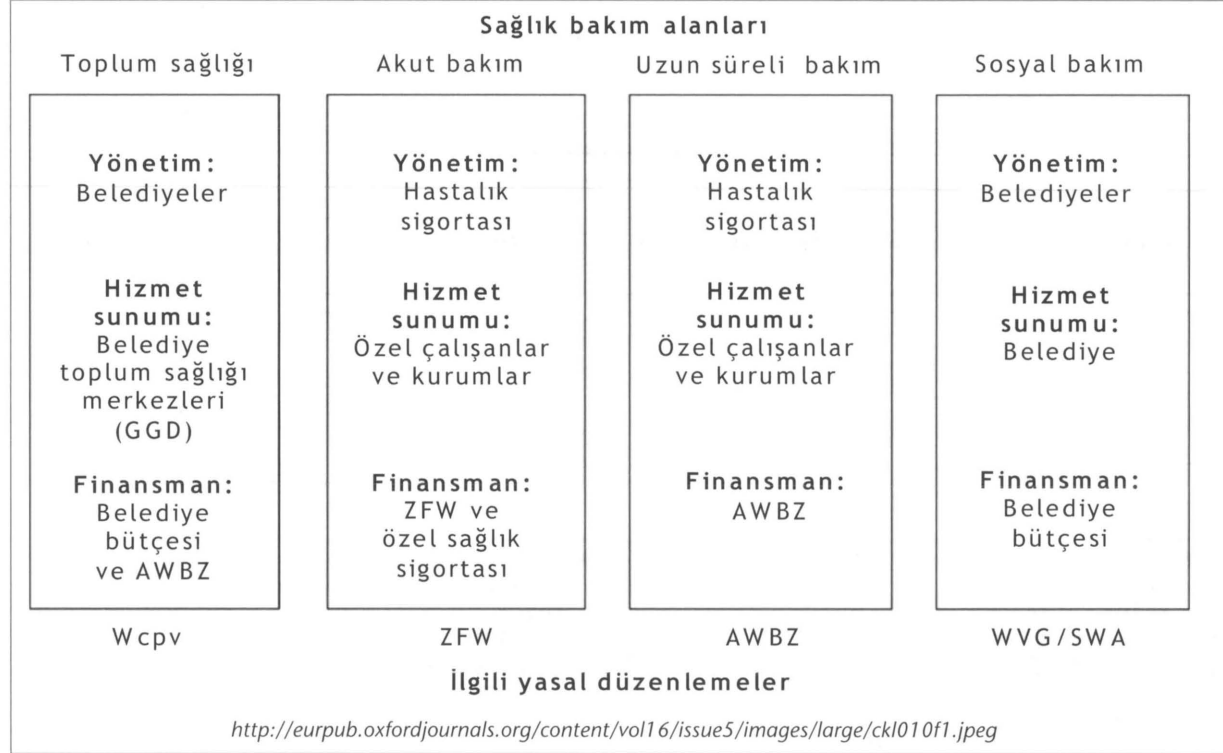 Sağlık bakım alanları
Toplum sağlığı
Yönetim:
Belediyeler
Hizmet
sunumu:
Belediye
toplum sağlığı
merkezleri
(GGD)
Finansman:
Belediye
bütçesi
ve AWBZ
Wcpv
Akut bakım
Yönetim:
Hastalık
sigortası
Hizmet
sunumu:
Özel çalışanlar
ve kurumlar
Finansman:
ZFW ve
özel sağlık
sigortası
ZFW
Uzun süreli bakım
Yönetim:
Hastalık
sigortası
Hizmet
sunumu:
Özel çalışanlar
ve kurumlar
Finansman:
AWBZ
AWBZ
Sosyal bakım
Yönetim:
Belediyeler
Hizmet
sunumu:
Belediye
Finansman:
Belediye
bütçesi
WVG/SWA
İlgili yasal düzenlemeler
http://eurpub.oxfordjournals.org/content/vol16/issue5/images/large/ckl010f1.jpeg